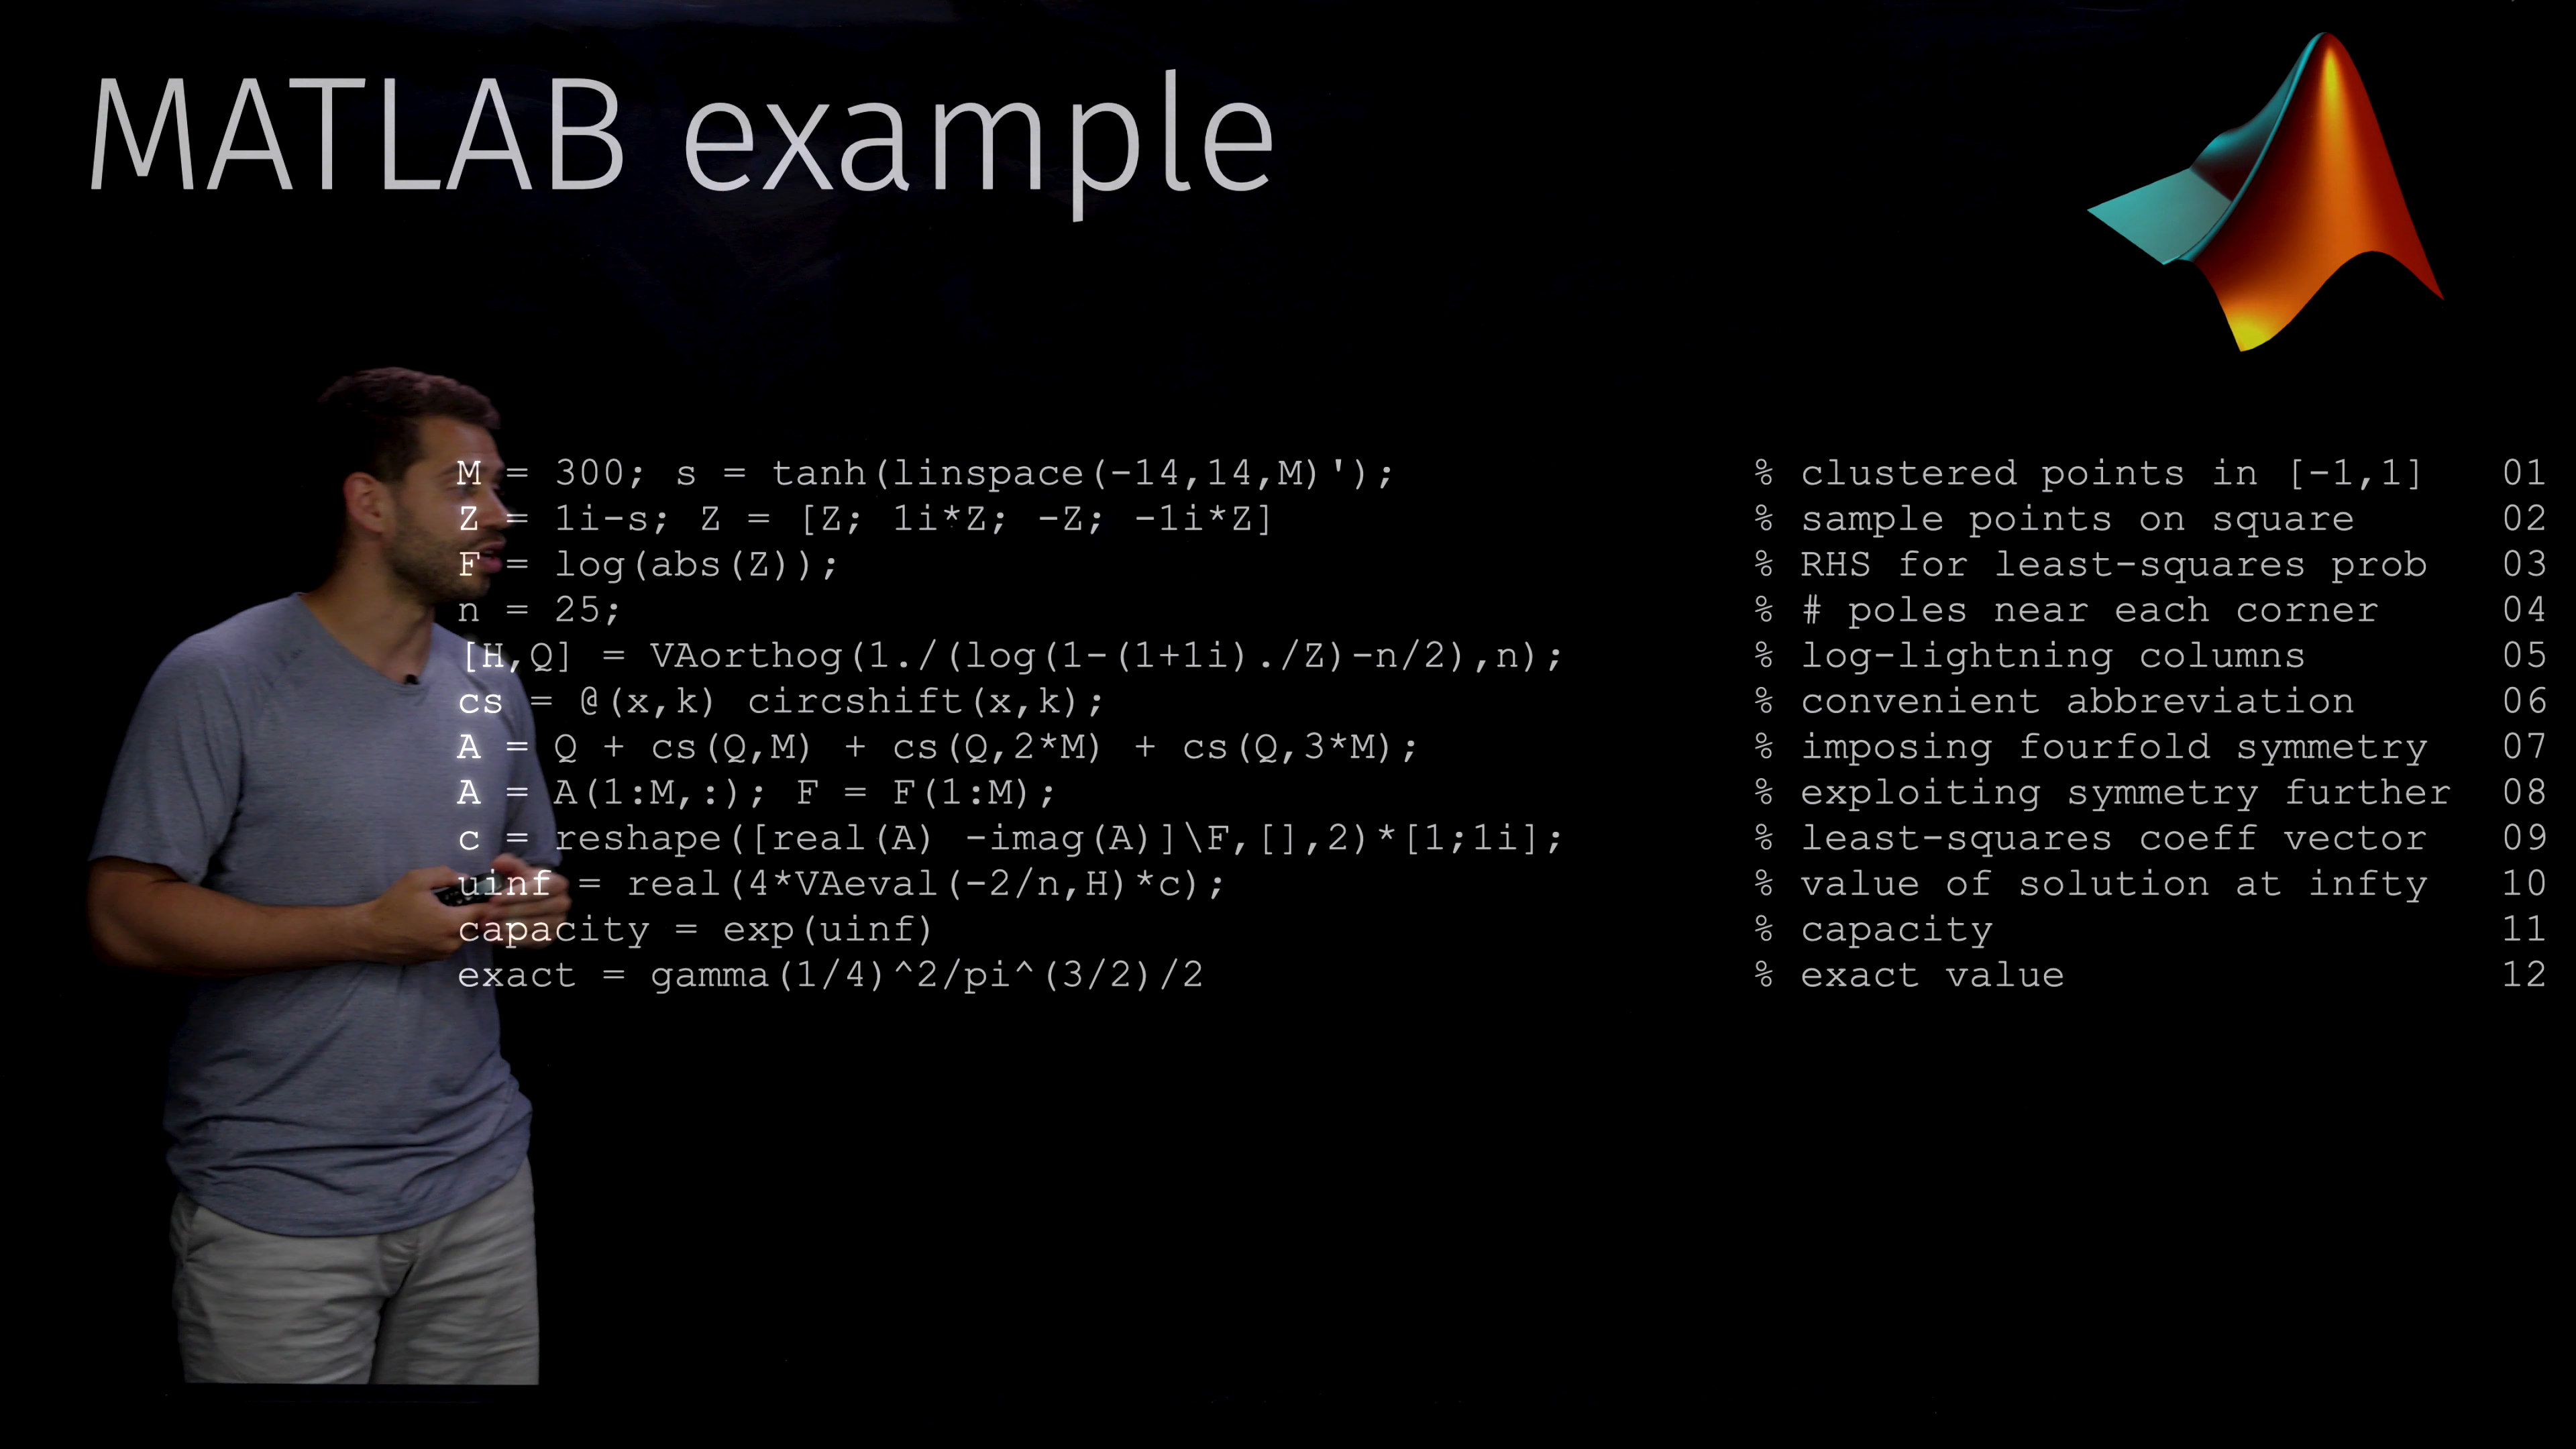 MATLAB example
M = 300; s = tanh(linspace(-14,14,M)'); % clustered points in [-1,1] 01
Z = 1i-s; Z = [Z; 1i*Z; -Z; -1i*Z] % sample points on square 02
F = log(abs(Z)); % RHS for least-squares prob 03
n = 25; % # poles near each corner 04
[H,Q] = VAorthog(1./(log(1-(1+1i)./Z)-n/2),n); % log-lightning columns 05
cs = @(x,k) circshift(x,k); % convenient abbreviation 06
A = Q + cs(Q,M) + cs(Q,2*M) + cs(Q,3*M); % imposing fourfold symmetry 07
A = A(1:M,:); F = F(1:M); % exploiting symmetry further 08
c = reshape([real(A) -imag(A)]\F,[],2)*[1;1i]; % least-squares coeff vector 09
uinf = real(4*VAeval(-2/n,H)*c); % value of solution at infty 10
capacity = exp(uinf) % capacity 11
exact = gamma(1/4)^2/pi^(3/2)/2 % exact value 12